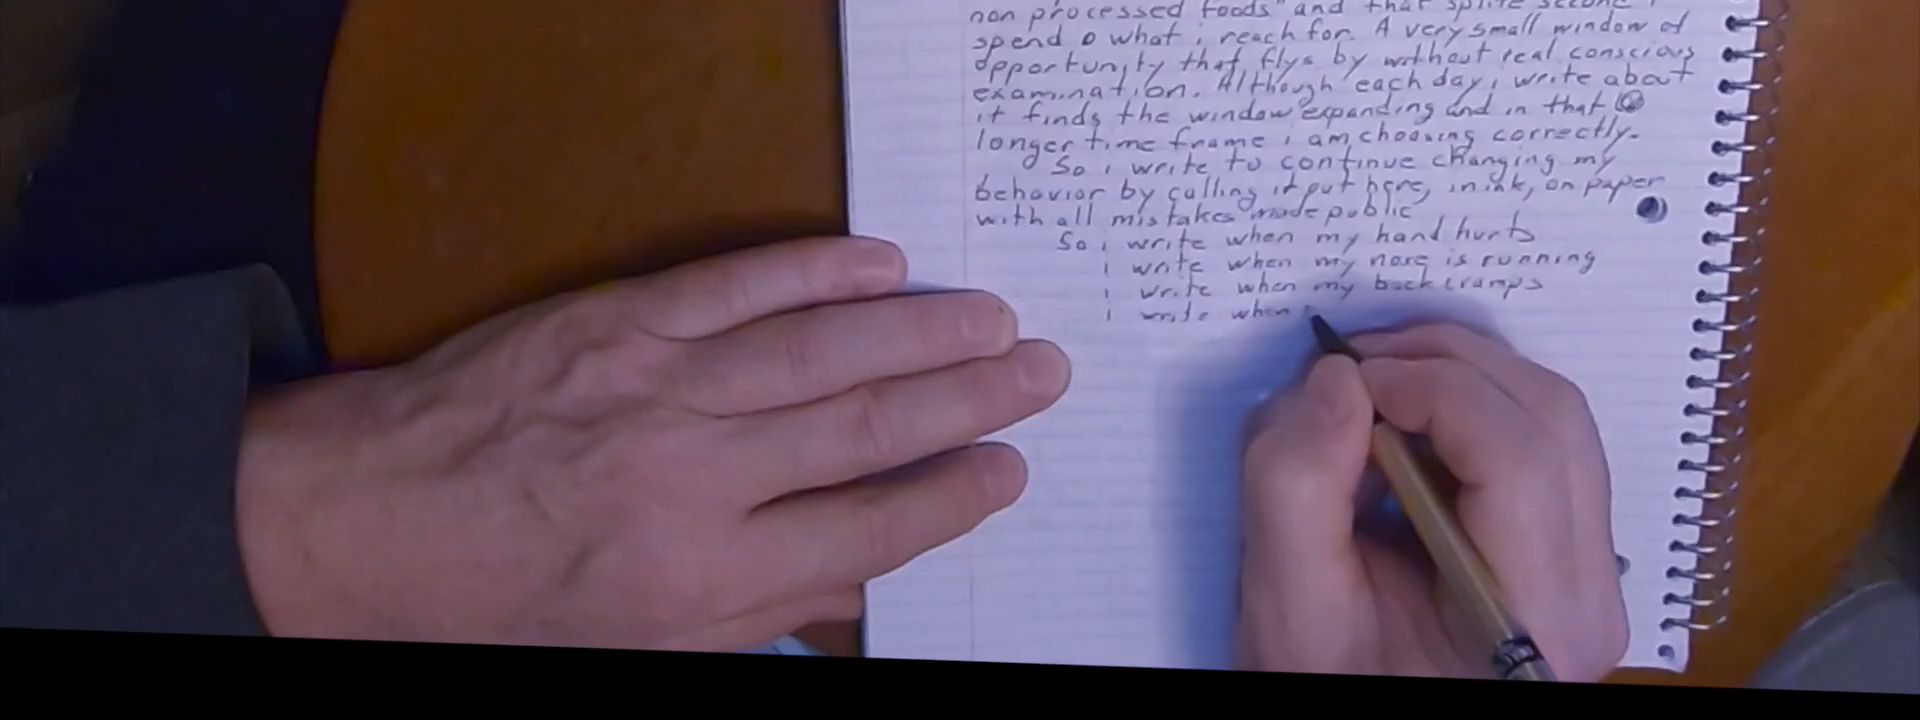 non processed foods" and that splite second i
spend o what i reach for. A very small window of
opportunity that flys by without real conscious
examination. Although each day i write about
it finds the window expanding and in that
longer time frame i am choosing correctly.
So i write to continue changing my
behavior by calling it out here, in ink, on paper
with all mistakes made public
So i write when my hand hurts
i write when my nose is running
i write when my back cramps
i write when